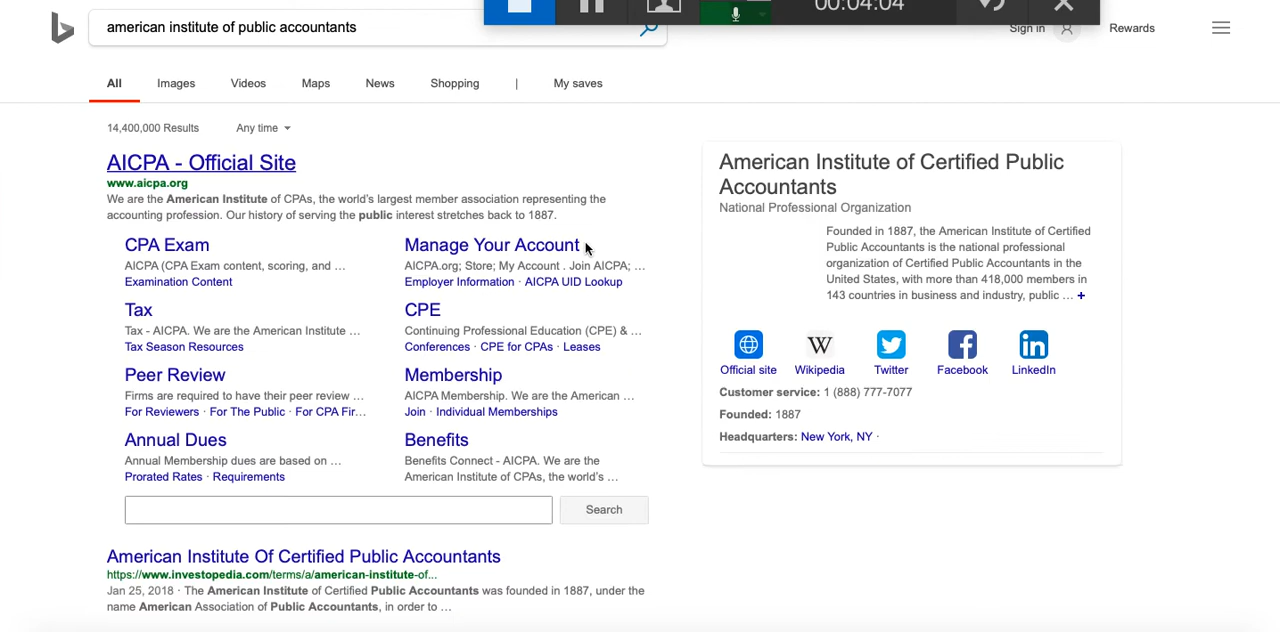 00:04:04
american institute of public accountants
Sign in
Rewards
All Images Videos Maps News Shopping | My saves
14,400,000 Results Any time
AICPA - Official Site
www.aicpa.org
We are the American Institute of CPAs, the world's largest member association representing the
accounting profession. Our history of serving the public interest stretches back to 1887.
CPA Exam
AICPA (CPA Exam content, scoring, and ...
Examination Content
Manage Your Account
AICPA.org; Store; My Account . Join AICPA; ...
Employer Information · AICPA UID Lookup
Tax
Tax - AICPA. We are the American Institute ...
Tax Season Resources
CPE
Continuing Professional Education (CPE) & ...
Conferences · CPE for CPAs · Leases
Peer Review
Firms are required to have their peer review ...
For Reviewers · For The Public · For CPA Fir...
Membership
AICPA Membership. We are the American ...
Join · Individual Memberships
Annual Dues
Annual Membership dues are based on ...
Prorated Rates · Requirements
Benefits
Benefits Connect - AICPA. We are the
American Institute of CPAs, the world's ...
Search
American Institute Of Certified Public Accountants
https://www.investopedia.com/terms/a/american-institute-of...
Jan 25, 2018 · The American Institute of Certified Public Accountants was founded in 1887, under the
name American Association of Public Accountants, in order to ...
American Institute of Certified Public
Accountants
National Professional Organization
Founded in 1887, the American Institute of Certified
Public Accountants is the national professional
organization of Certified Public Accountants in the
United States, with more than 418,000 members in
143 countries in business and industry, public ... +
W
Official site Wikipedia Twitter Facebook LinkedIn
Customer service: 1 (888) 777-7077
Founded: 1887
Headquarters: New York, NY ·